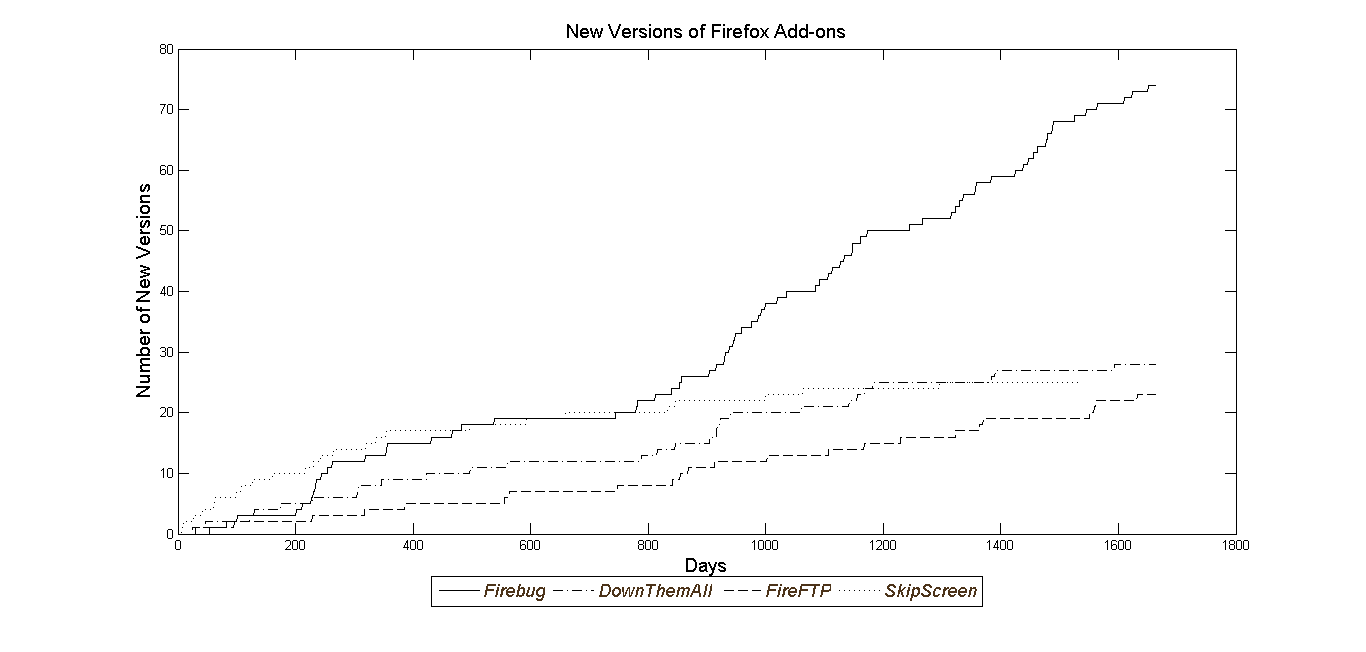 New Versions of Firefox Add-ons
80
70
60
50
40
30
20
10
0
Number of New Versions
0 200 400 600 800 1000 1200 1400 1600 1800
Days
Firebug DownThemAll FireFTP SkipScreen